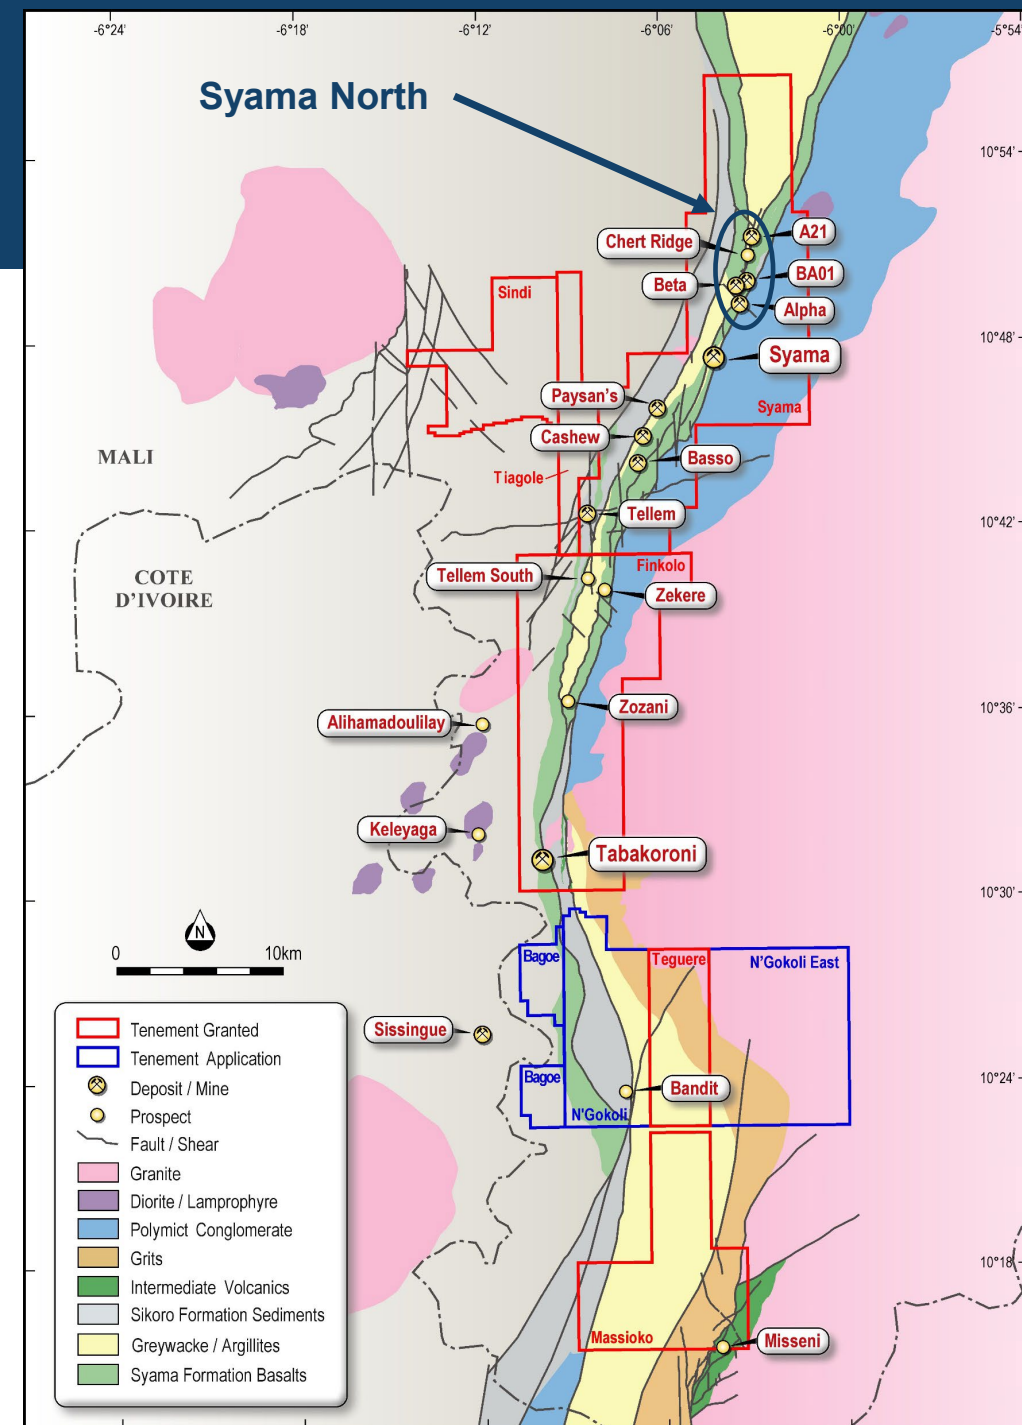 -6°24'
-6°18'
-6°12'
-6°06'
-6°00'
-5°54'
Syama North
10°54'
A21
Chert Ridge
BA01
Beta
Sindi
Alpha
10°48'
Syama
Paysan's
Syama
Cashew
MALI
Basso
Tiagole
Tellem
10°42'
Finkolo
Tellem South
COTE
D'IVOIRE
Zekere
Zozani
10°36'
Alihamadoulilay
Keleyaga
Tabakoroni
10°30'
N
0
10km
Bagoe
Teguere
N'Gokoli East
Sissingue
Bagoe
10°24'
Bandit
N'Gokoli
10°18'
Massioko
Misseni
Tenement Granted
Tenement Application
Deposit / Mine
Prospect
Fault / Shear
Granite
Diorite / Lamprophyre
Polymict Conglomerate
Grits
Intermediate Volcanics
Sikoro Formation Sediments
Greywacke / Argillites
Syama Formation Basalts